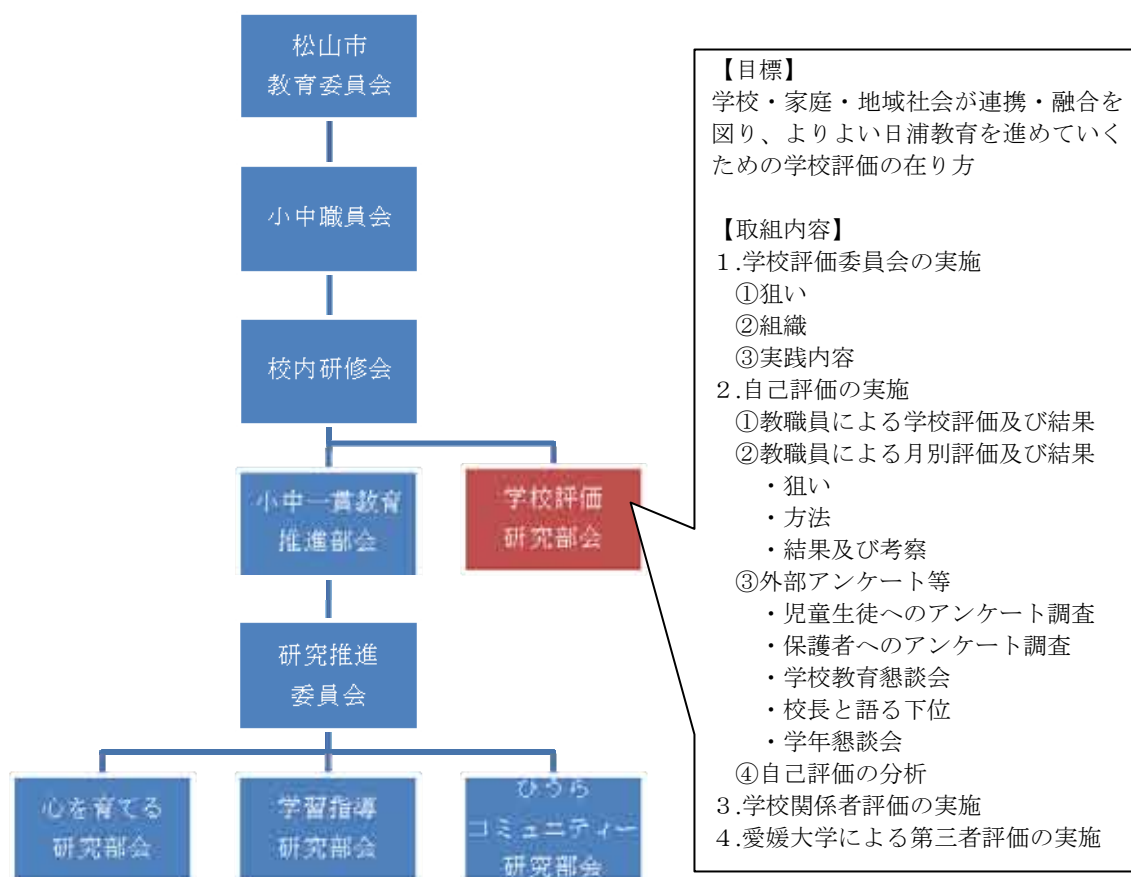 松山市
教育委員会
小中職員会
校内研修会
小中一貫教育
推進部会
学校評価
研究部会
研究推進
委員会
心を育てる
研究部会
学習指導
研究部会
ひうら
コミュニティー
研究部会
【目標】
学校・家庭・地域社会が連携・融合を
図り、よりよい日浦教育を進めていく
ための学校評価の在り方
【取組内容】
１.学校評価委員会の実施
①狙い
②組織
③実践内容
２.自己評価の実施
①教職員による学校評価及び結果
②教職員による月別評価及び結果
・狙い
・方法
・結果及び考察
③外部アンケート等
・児童生徒へのアンケート調査
・保護者へのアンケート調査
・学校教育懇談会
・校長と語る下位
・学年懇談会
④自己評価の分析
３.学校関係者評価の実施
４.愛媛大学による第三者評価の実施